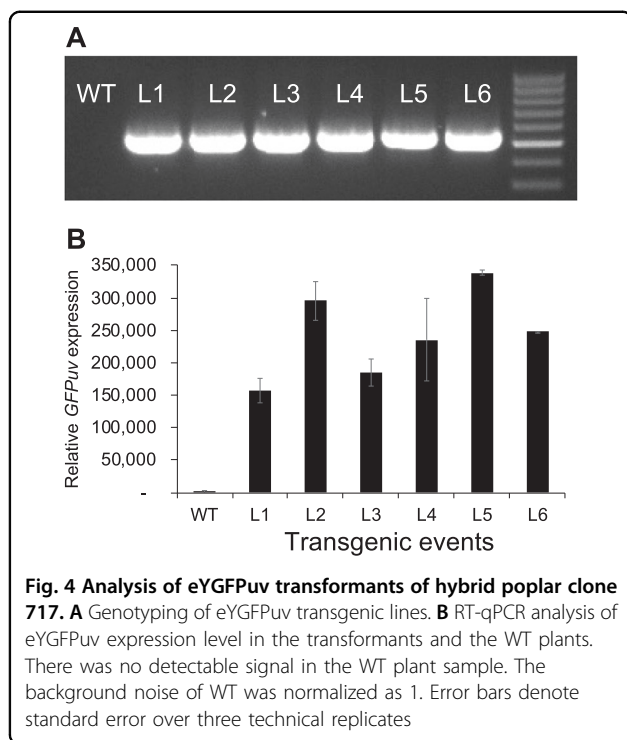 A
WT L1 L2 L3 L4 L5 L6
B
Relative GFPuv expression
350,000
300,000
250,000
200,000
150,000
100,000
50,000
-
WT L1 L2 L3 L4 L5 L6
Transgenic events
Fig. 4 Analysis of eYGFPuv transformants of hybrid poplar clone
717. A Genotyping of eYGFPuv transgenic lines. B RT-qPCR analysis of
eYGFPuv expression level in the transformants and the WT plants.
There was no detectable signal in the WT plant sample. The
background noise of WT was normalized as 1. Error bars denote
standard error over three technical replicates